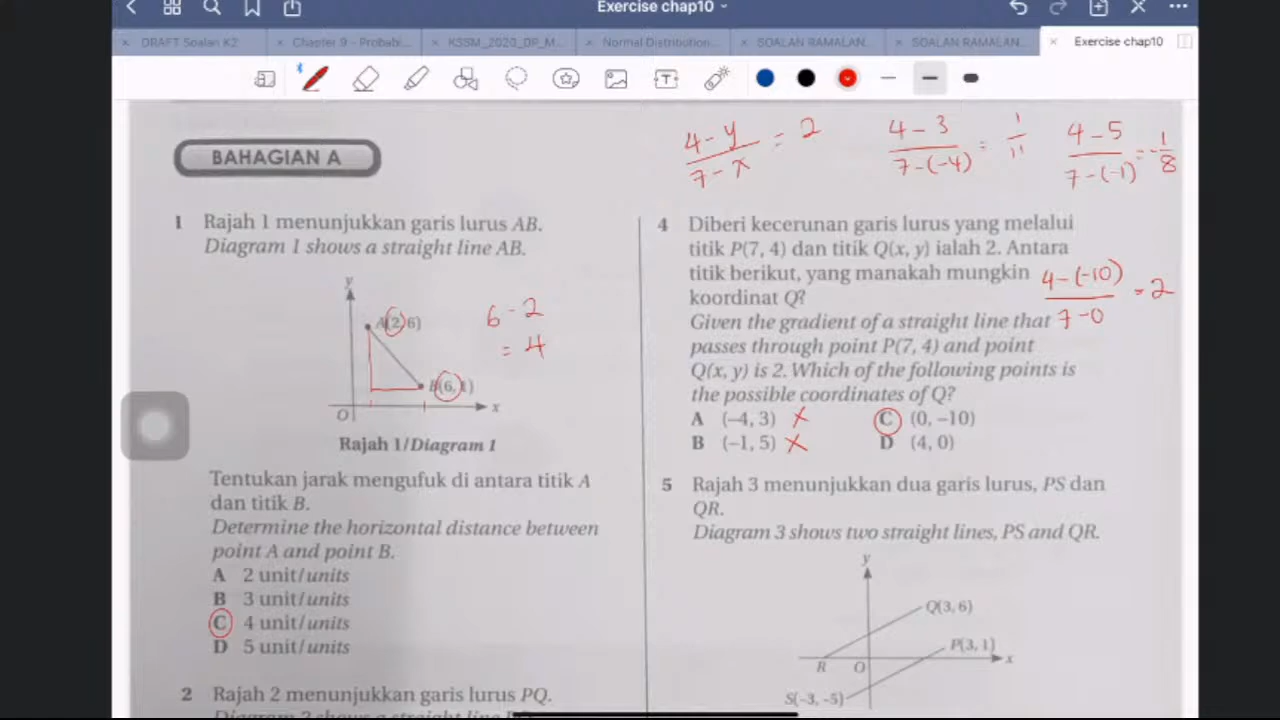 Exercise chap10
DRAFT Soalan K2
Chapter 9 - Probabi...
KSSM_2020_DP_M...
Normal Distribution...
SOALAN RAMALAN...
SOALAN RAMALAN...
Exercise chap10
BAHAGIAN A
4 - y / 7 - x = 2
4 - 3 / 7 - (-4) = 1/11
4 - 5 / 7 - (-1) = -1/8
1 Rajah 1 menunjukkan garis lurus AB.
Diagram 1 shows a straight line AB.
y
A(2, 6)
B(6, 1)
O
x
6 - 2
= 4
Rajah 1/Diagram 1
Tentukan jarak mengufuk di antara titik A
dan titik B.
Determine the horizontal distance between
point A and point B.
A 2 unit/units
B 3 unit/units
C 4 unit/units
D 5 unit/units
2 Rajah 2 menunjukkan garis lurus PQ.
4 Diberi kecerunan garis lurus yang melalui
titik P(7, 4) dan titik Q(x, y) ialah 2. Antara
titik berikut, yang manakah mungkin
koordinat Q?
4 - (-10) / 7 - 0 = 2
Given the gradient of a straight line that
passes through point P(7, 4) and point
Q(x, y) is 2. Which of the following points is
the possible coordinates of Q?
A (–4, 3) C (0, –10)
B (–1, 5) D (4, 0)
5 Rajah 3 menunjukkan dua garis lurus, PS dan
QR.
Diagram 3 shows two straight lines, PS and QR.
y
Q(3, 6)
P(3, 1)
R
O
x
S(–3, –5)